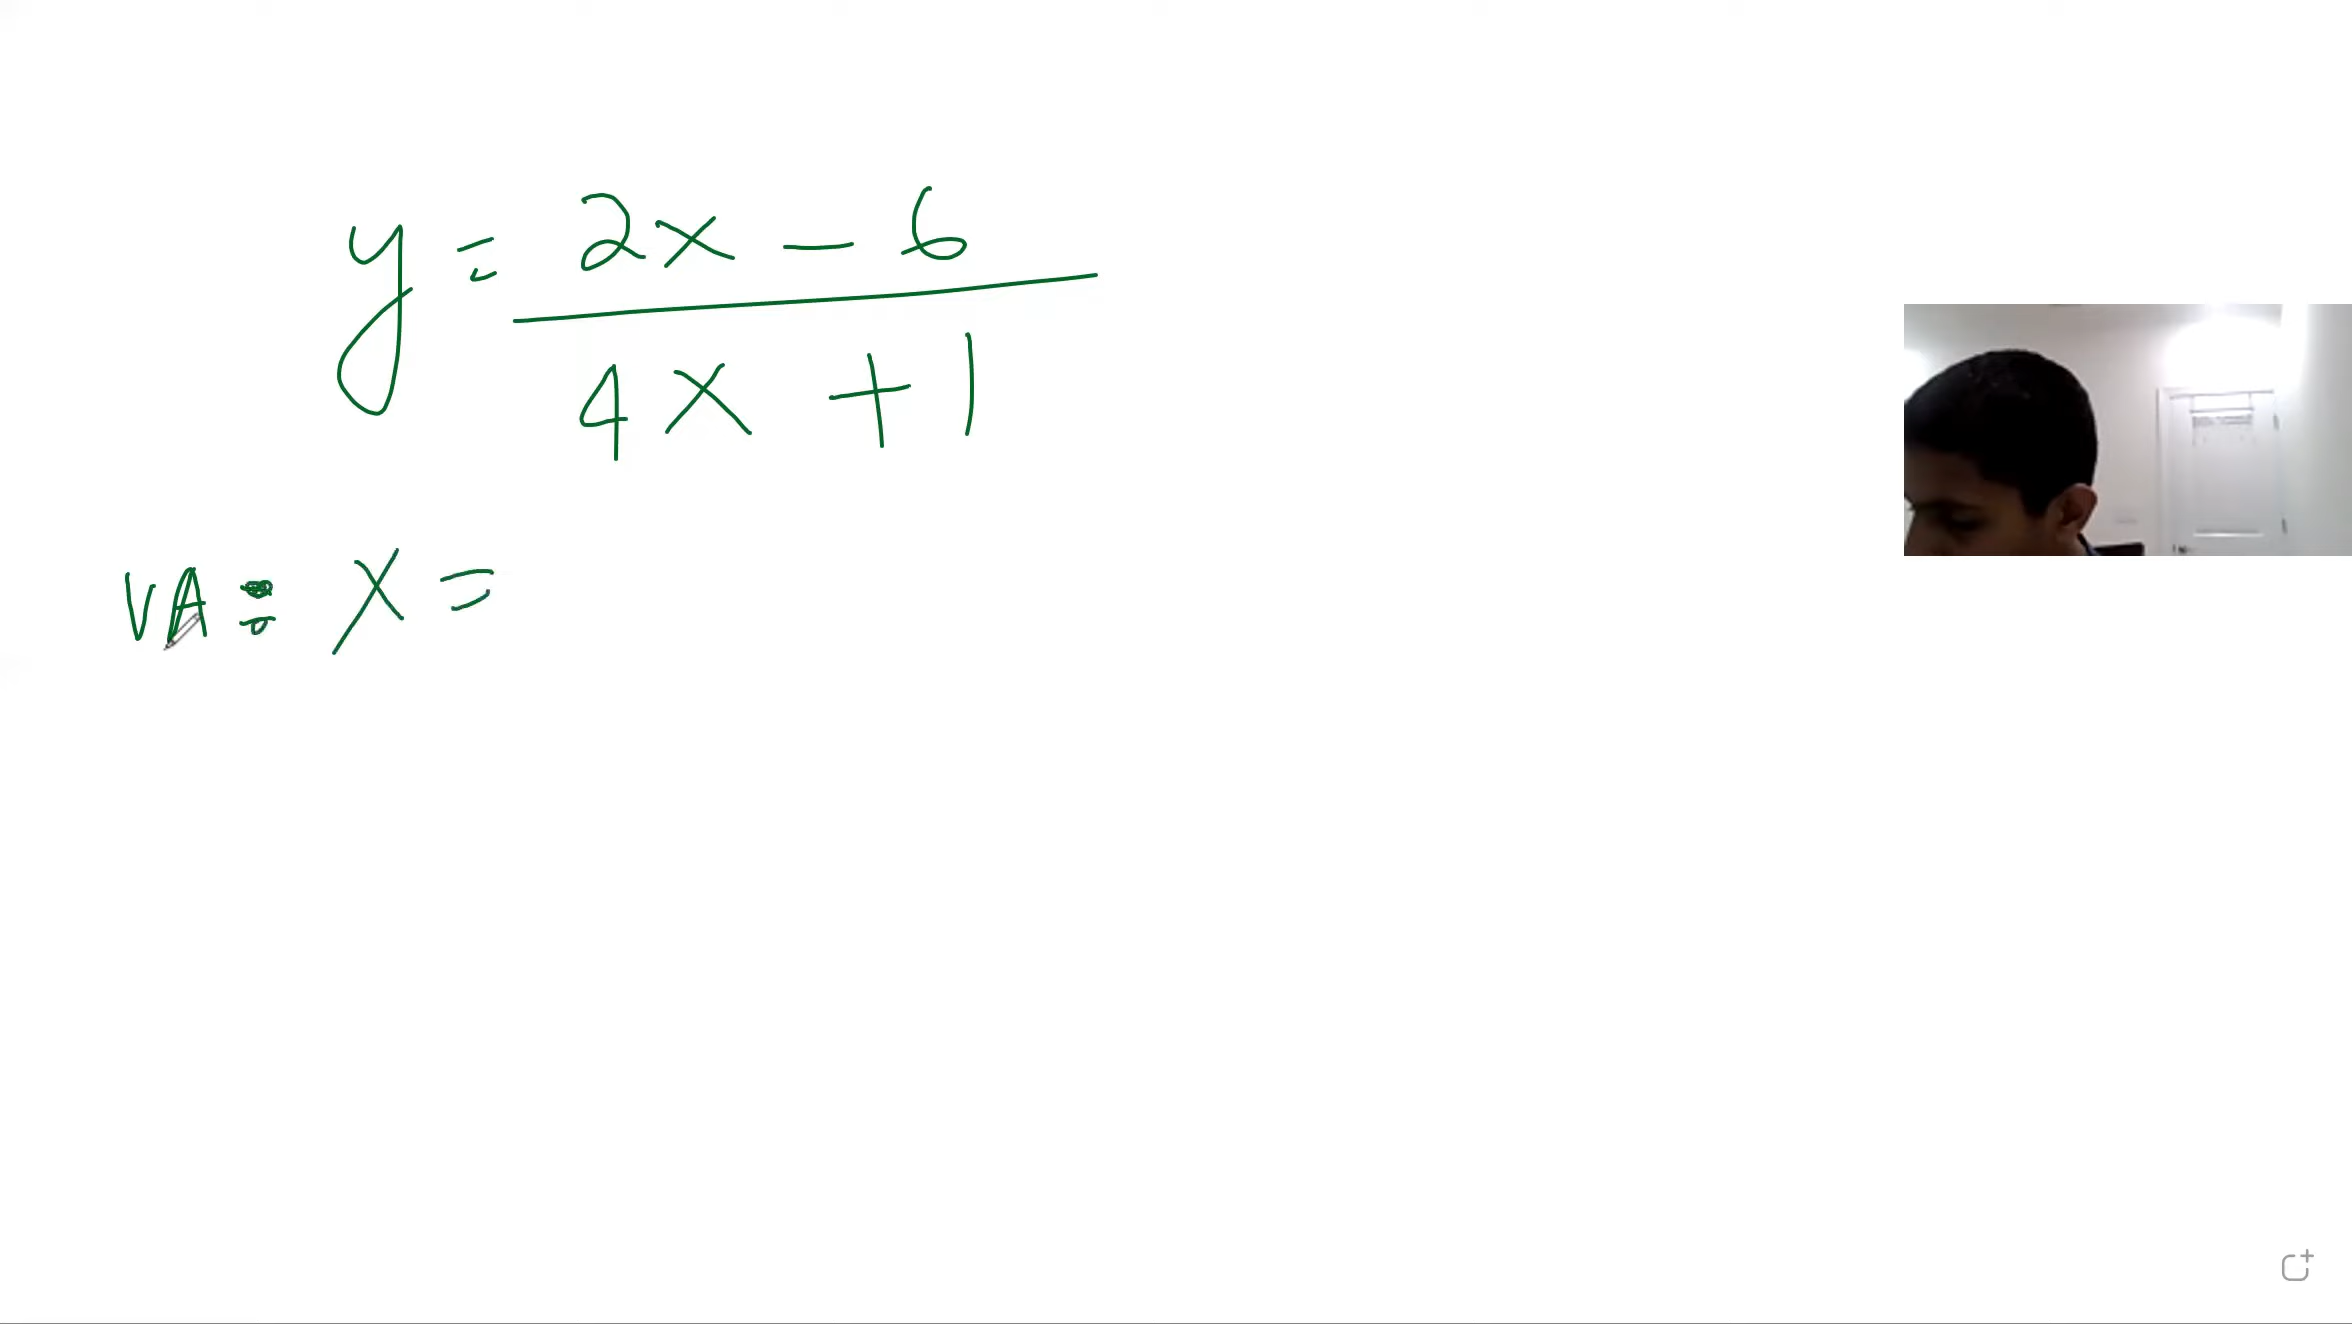 y = 2x - 6
4x + 1
VA: x =